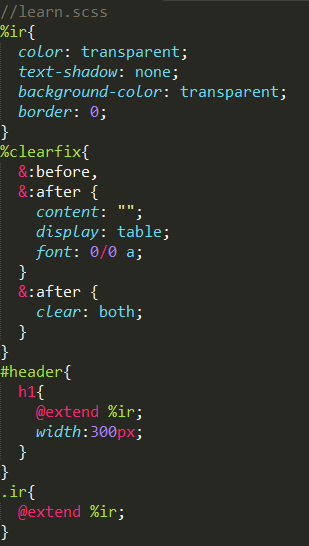 //learn.scss
%ir{
  color: transparent;
  text-shadow: none;
  background-color: transparent;
  border: 0;
}
%clearfix{
  &:before,
  &:after {
    content: "";
    display: table;
    font: 0/0 a;
  }
  &:after {
    clear: both;
  }
}
#header{
  h1{
    @extend %ir;
    width:300px;
  }
}
.ir{
  @extend %ir;
}